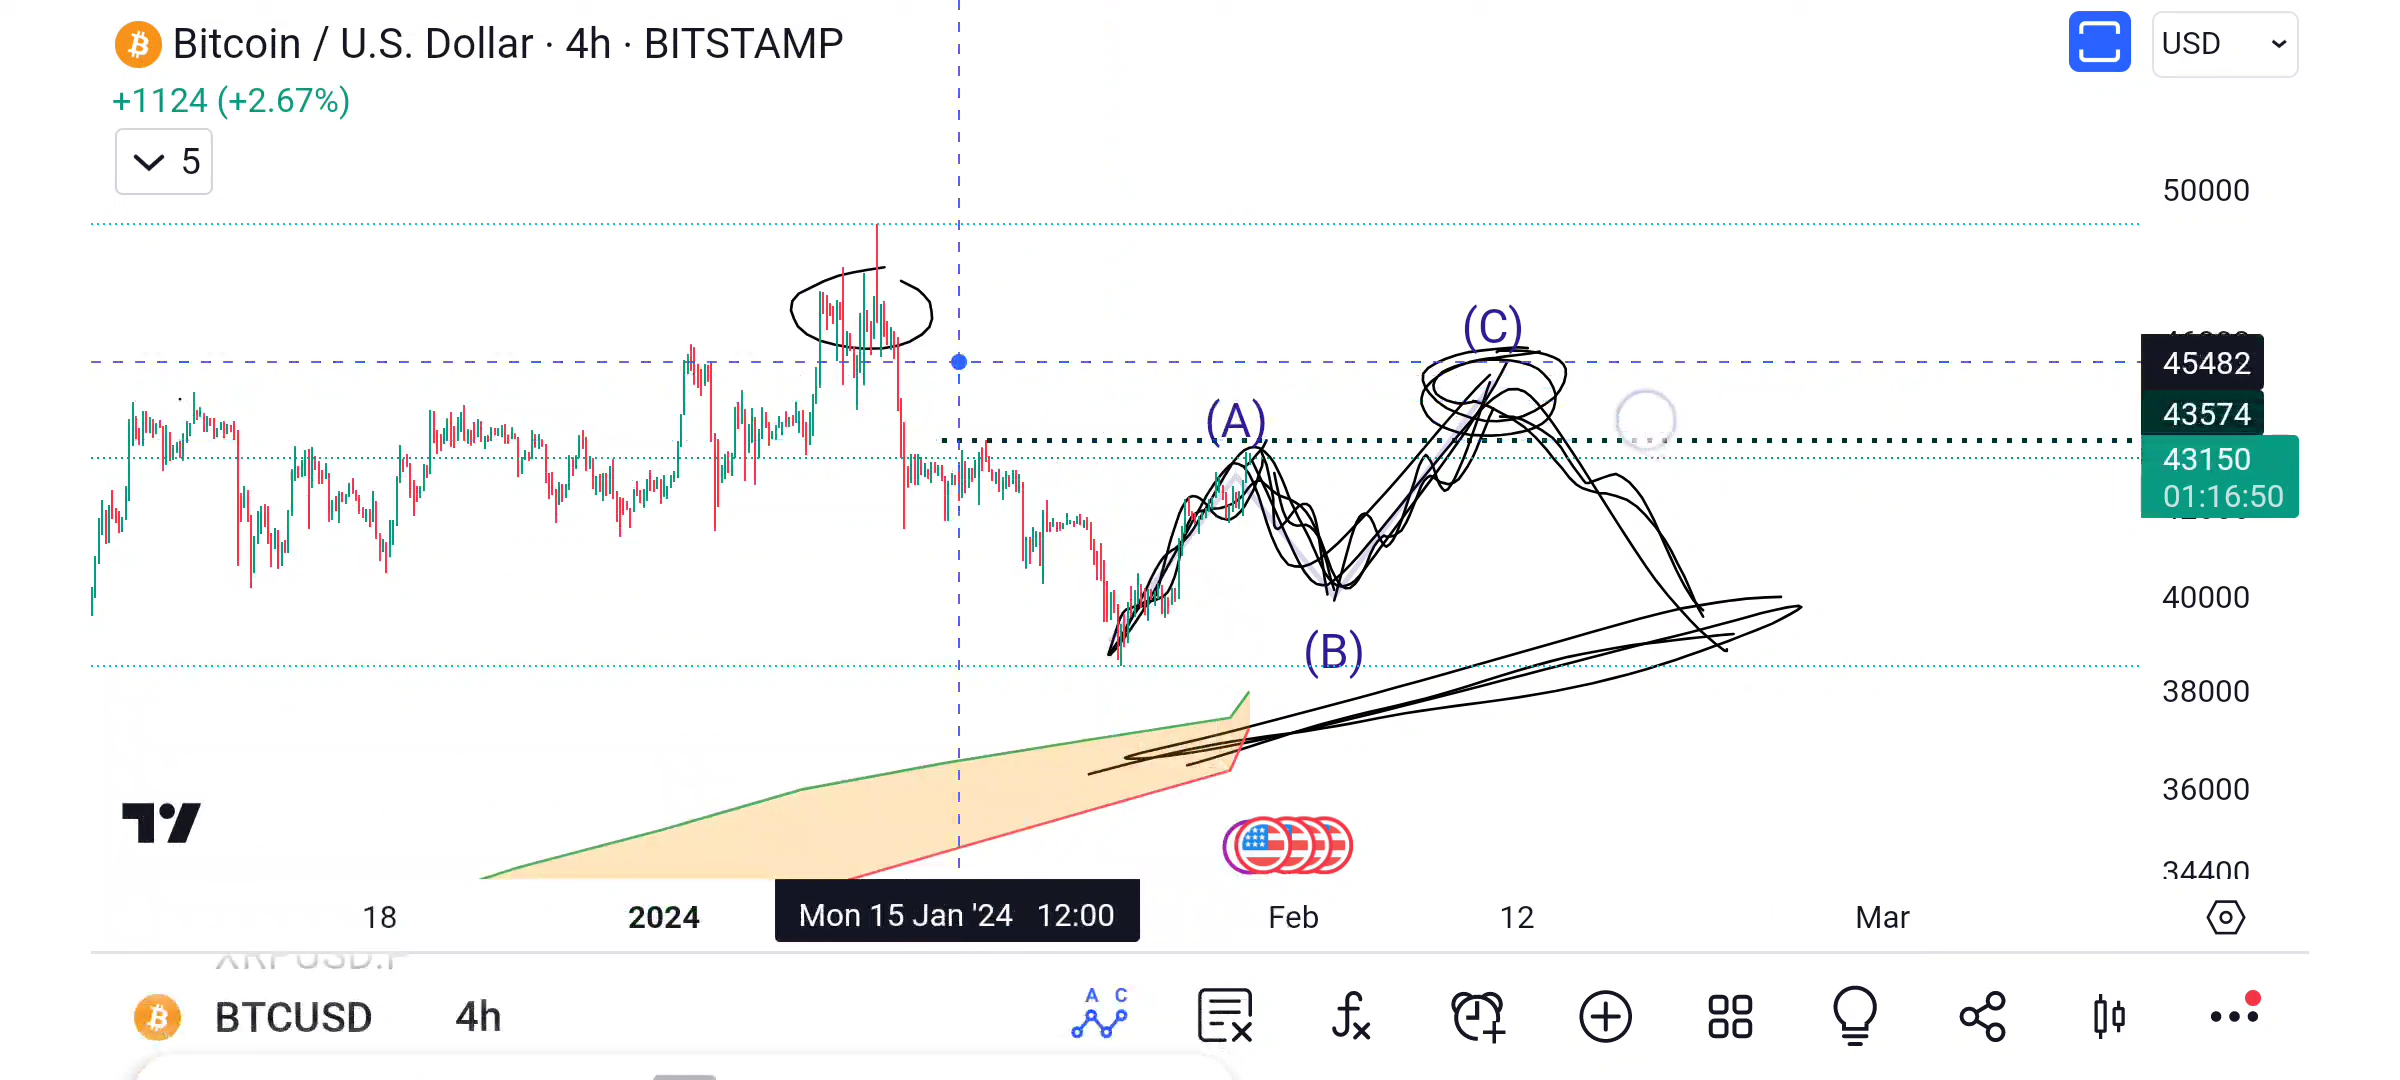 Bitcoin / U.S. Dollar · 4h · BITSTAMP
USD
+1124 (+2.67%)
5
50000
(C)
45482
(A)
43574
43150
01:16:50
40000
(B)
38000
36000
34400
18
2024
Mon 15 Jan '24 12:00
Feb
12
Mar
BTCUSD 4h
A C